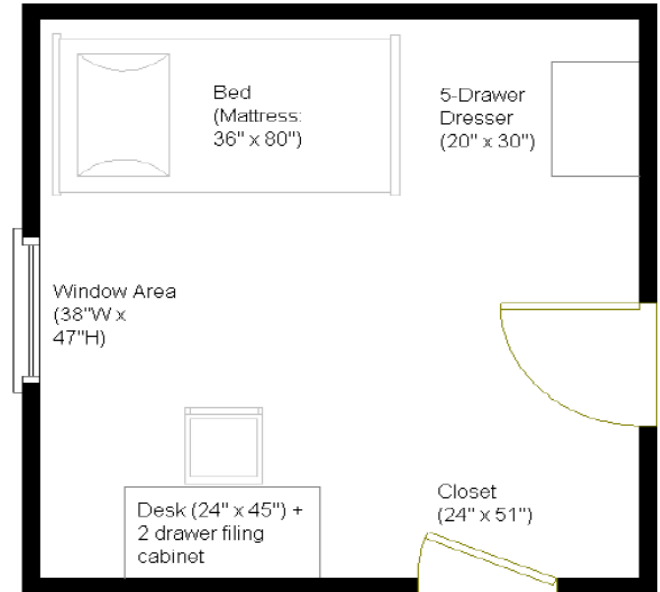 Bed
(Mattress:
36" x 80")
5-Drawer
Dresser
(20" x 30")
Window Area
(38"W x
47"H)
Desk (24" x 45") +
2 drawer filing
cabinet
Closet
(24" x 51")